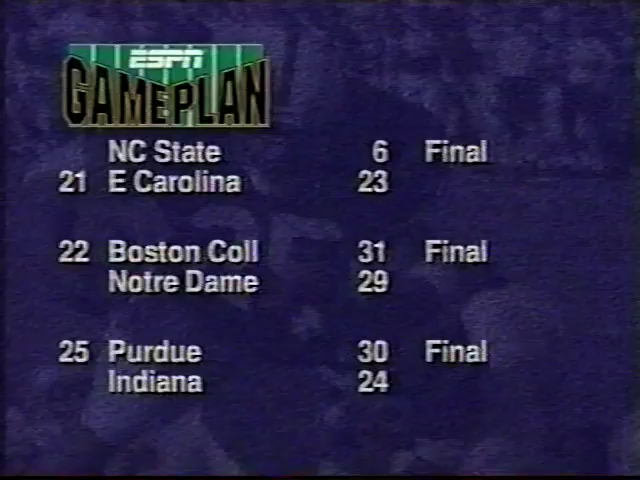 ESPN
GAMEPLAN
NC State 6 Final
21 E Carolina 23
22 Boston Coll 31 Final
Notre Dame 29
25 Purdue 30 Final
Indiana 24